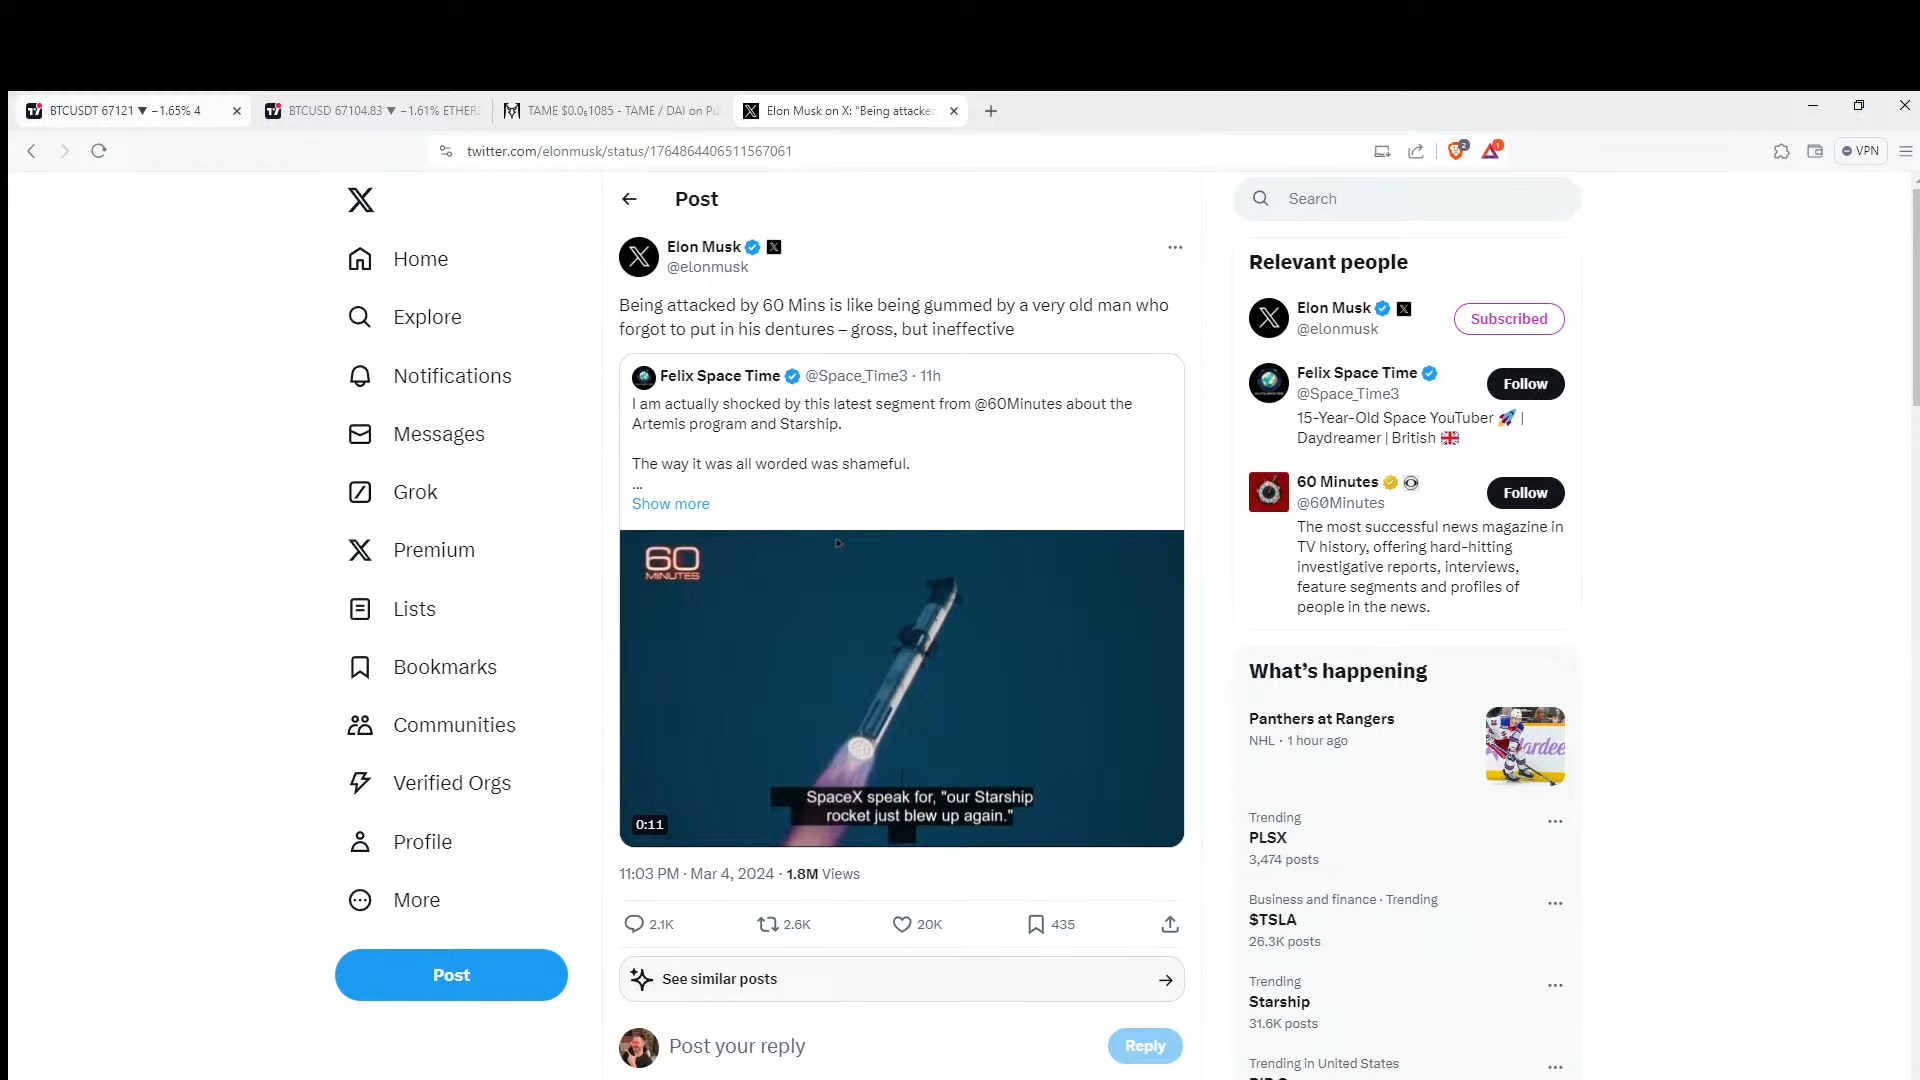 BTCUSDT 67121 ▼ −1.65% 4
BTCUSD 67104.83 ▼ −1.61% ETHERE
TAME $0.0₅1085 - TAME / DAI on Pu
Elon Musk on X: "Being attacked
twitter.com/elonmusk/status/1764864406511567061
2
1
VPN
Home
Explore
Notifications
Messages
Grok
Premium
Lists
Bookmarks
Communities
Verified Orgs
Profile
More
Post
Post
Elon Musk
@elonmusk
Being attacked by 60 Mins is like being gummed by a very old man who
forgot to put in his dentures – gross, but ineffective
Felix Space Time @Space_Time3 · 11h
I am actually shocked by this latest segment from @60Minutes about the
Artemis program and Starship.
The way it was all worded was shameful.
...
Show more
60
MINUTES
SpaceX speak for, "our Starship
rocket just blew up again."
0:11
11:03 PM · Mar 4, 2024 · 1.8M Views
2.1K 2.6K 20K 435
See similar posts
Post your reply
Reply
Search
Relevant people
Elon Musk
@elonmusk
Subscribed
Felix Space Time
@Space_Time3
Follow
15-Year-Old Space YouTuber 🚀 |
Daydreamer | British 🇬🇧
60 Minutes
@60Minutes
Follow
The most successful news magazine in
TV history, offering hard-hitting
investigative reports, interviews,
feature segments and profiles of
people in the news.
What's happening
Panthers at Rangers
NHL · 1 hour ago
Trending
PLSX
3,474 posts
Business and finance · Trending
$TSLA
26.3K posts
Trending
Starship
31.6K posts
Trending in United States